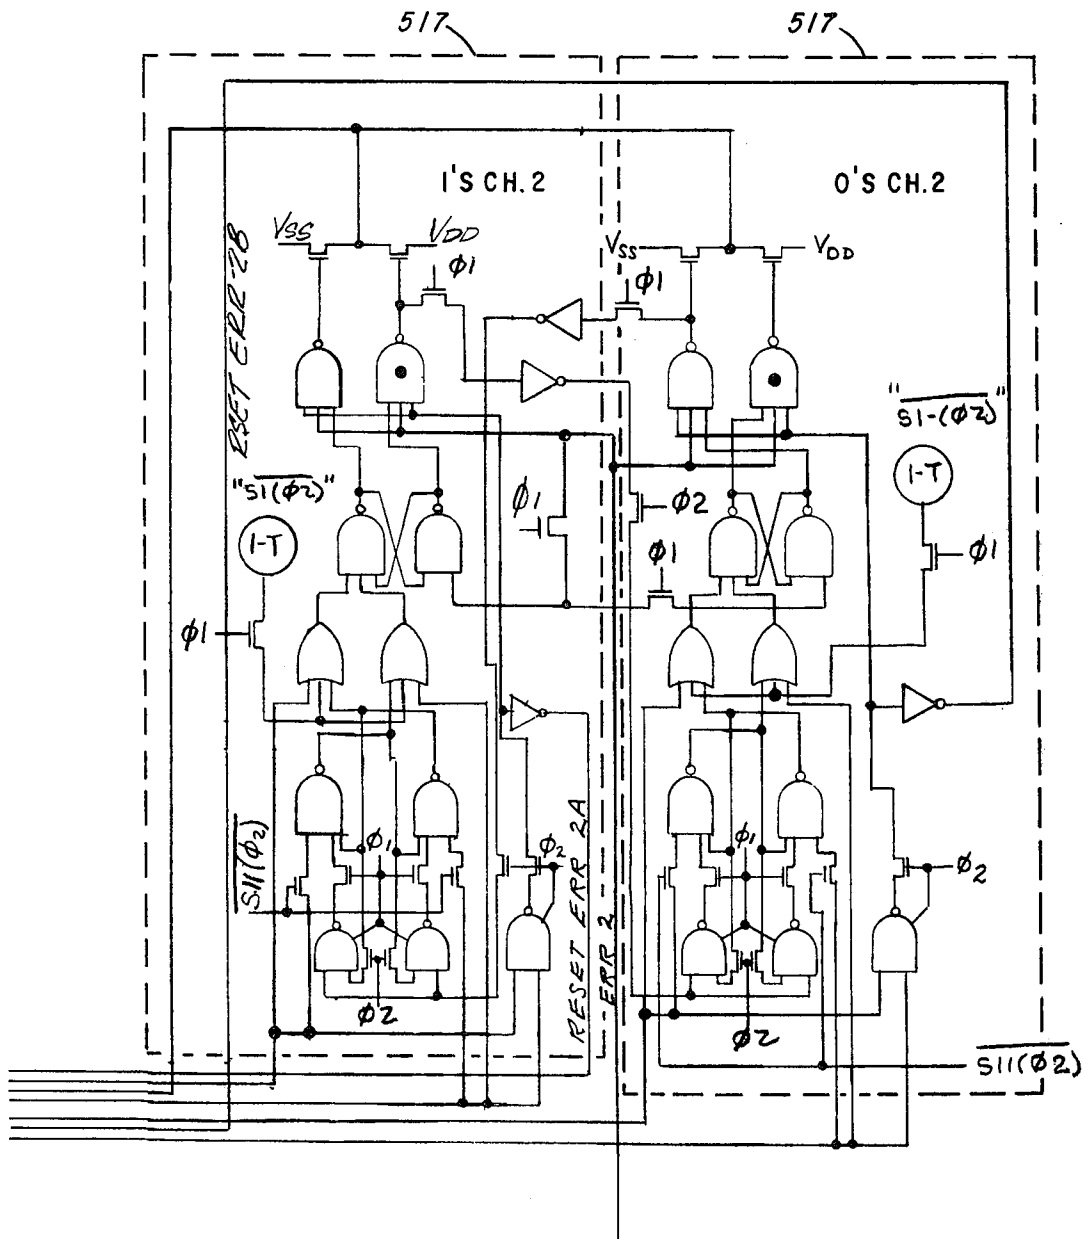 517
517
1'S CH. 2
0'S CH. 2
VSS
VDD
VSS
VDD
φ1
φ1
RSET ERR-2B
"S1(φ2)"
1-T
φ1
φ2
"S1-(φ2)"
1-T
φ1
φ1
φ1
S11(φ2)
φ1
φ2
φ1
φ2
RESET ERR 2A
ERR 2
φ2
φ2
S11(φ2)